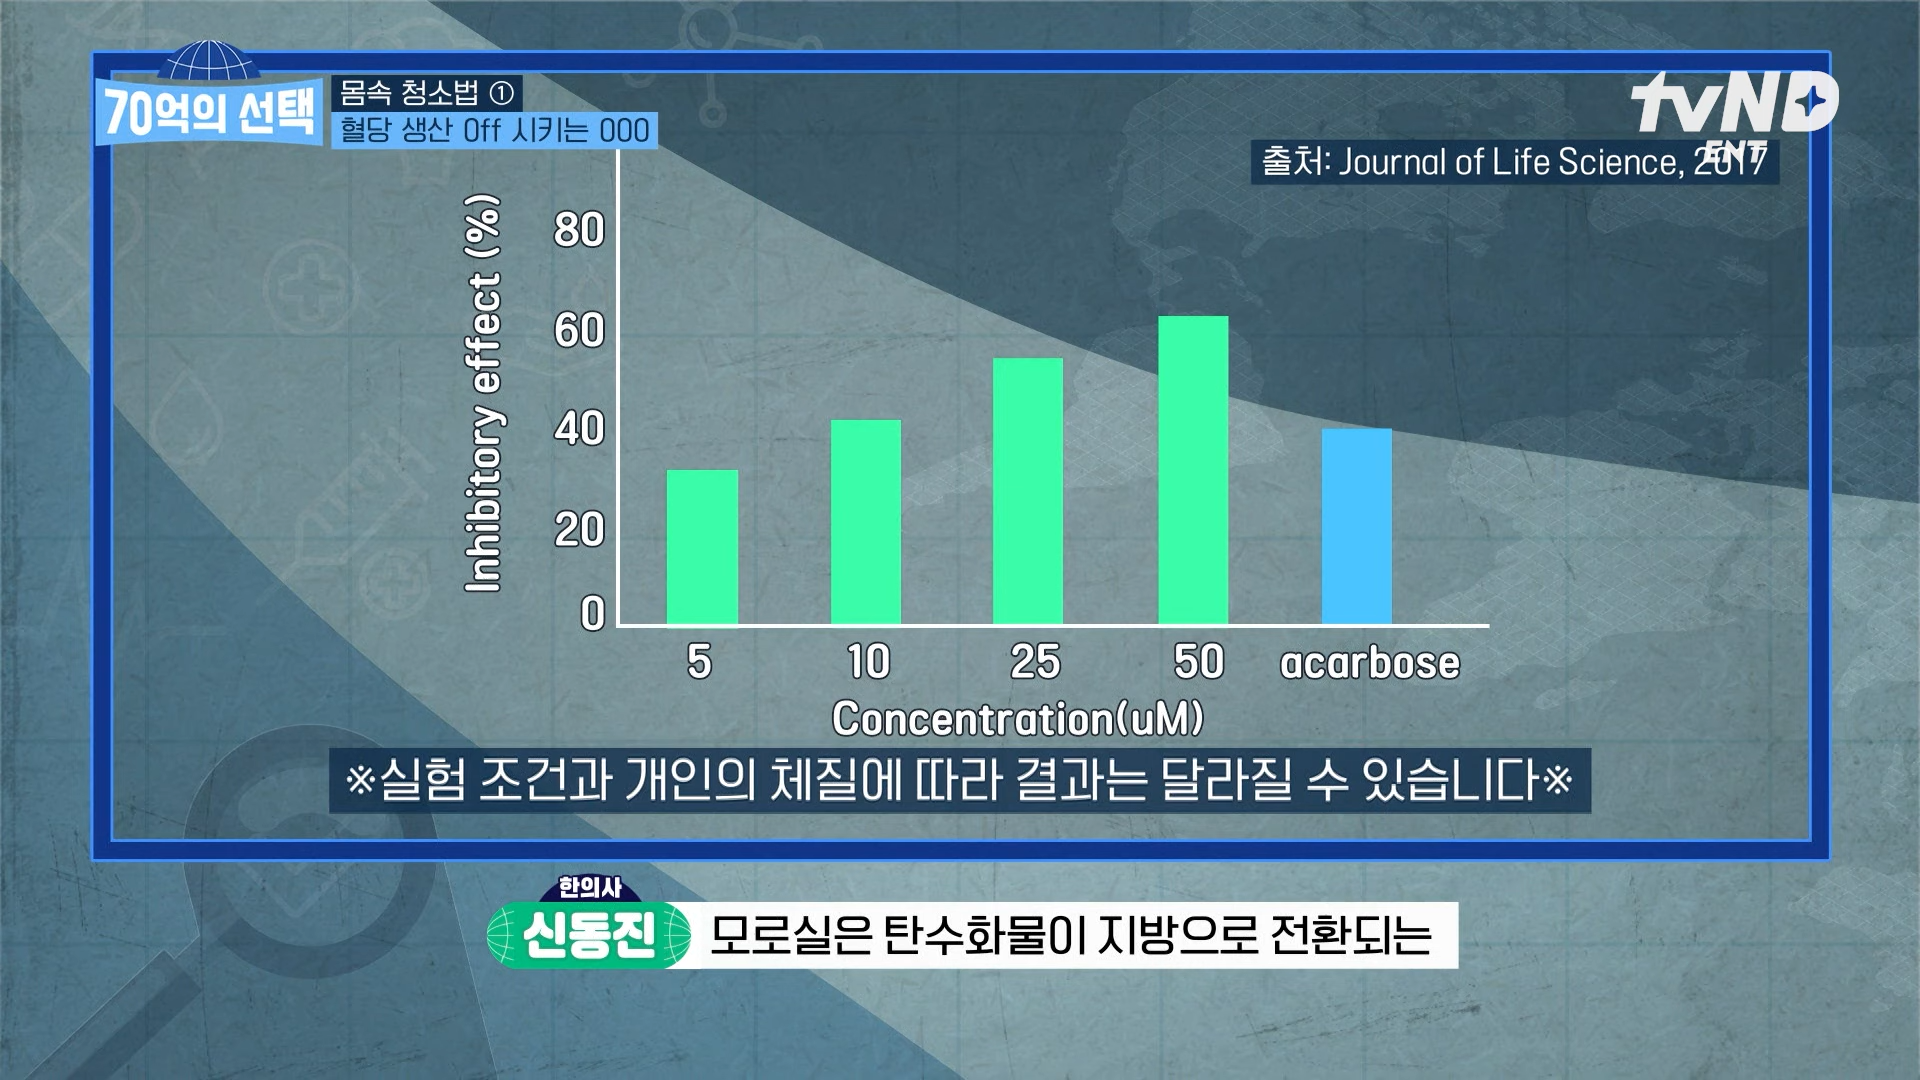 70억의 선택
몸속 청소법 ①
혈당 생산 Off 시키는 000
tvND
ENT
출처: Journal of Life Science, 2017
Inhibitory effect (%)
80
60
40
20
0
5 10 25 50 acarbose
Concentration(uM)
※실험 조건과 개인의 체질에 따라 결과는 달라질 수 있습니다※
한의사
신동진
모로실은 탄수화물이 지방으로 전환되는